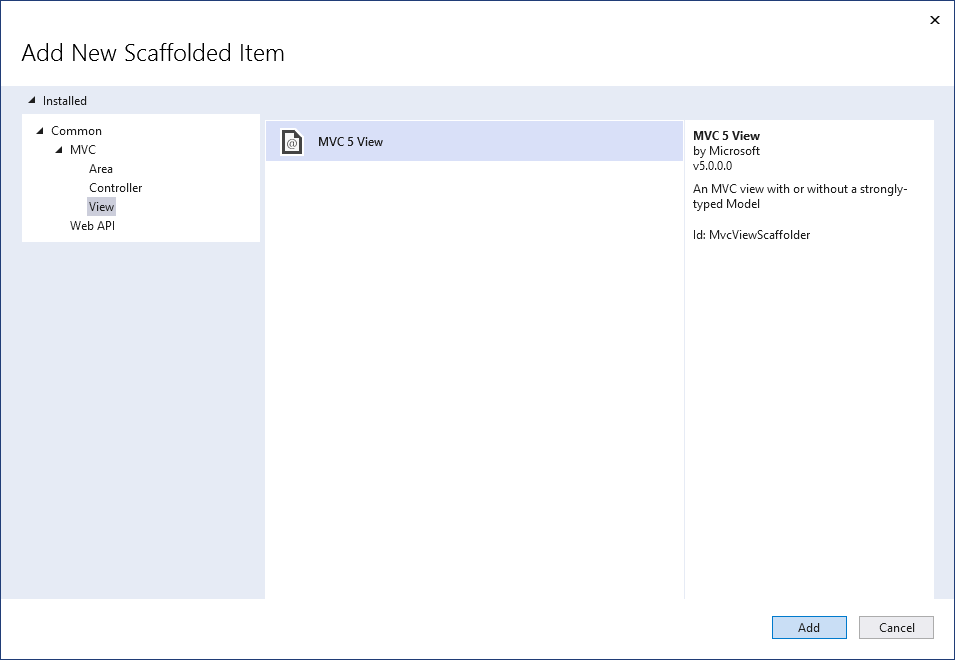 Add New Scaffolded Item
Installed
Common
MVC
Area
Controller
View
Web API
MVC 5 View
MVC 5 View
by Microsoft
v5.0.0.0
An MVC view with or without a strongly-
typed Model
Id: MvcViewScaffolder
Add
Cancel